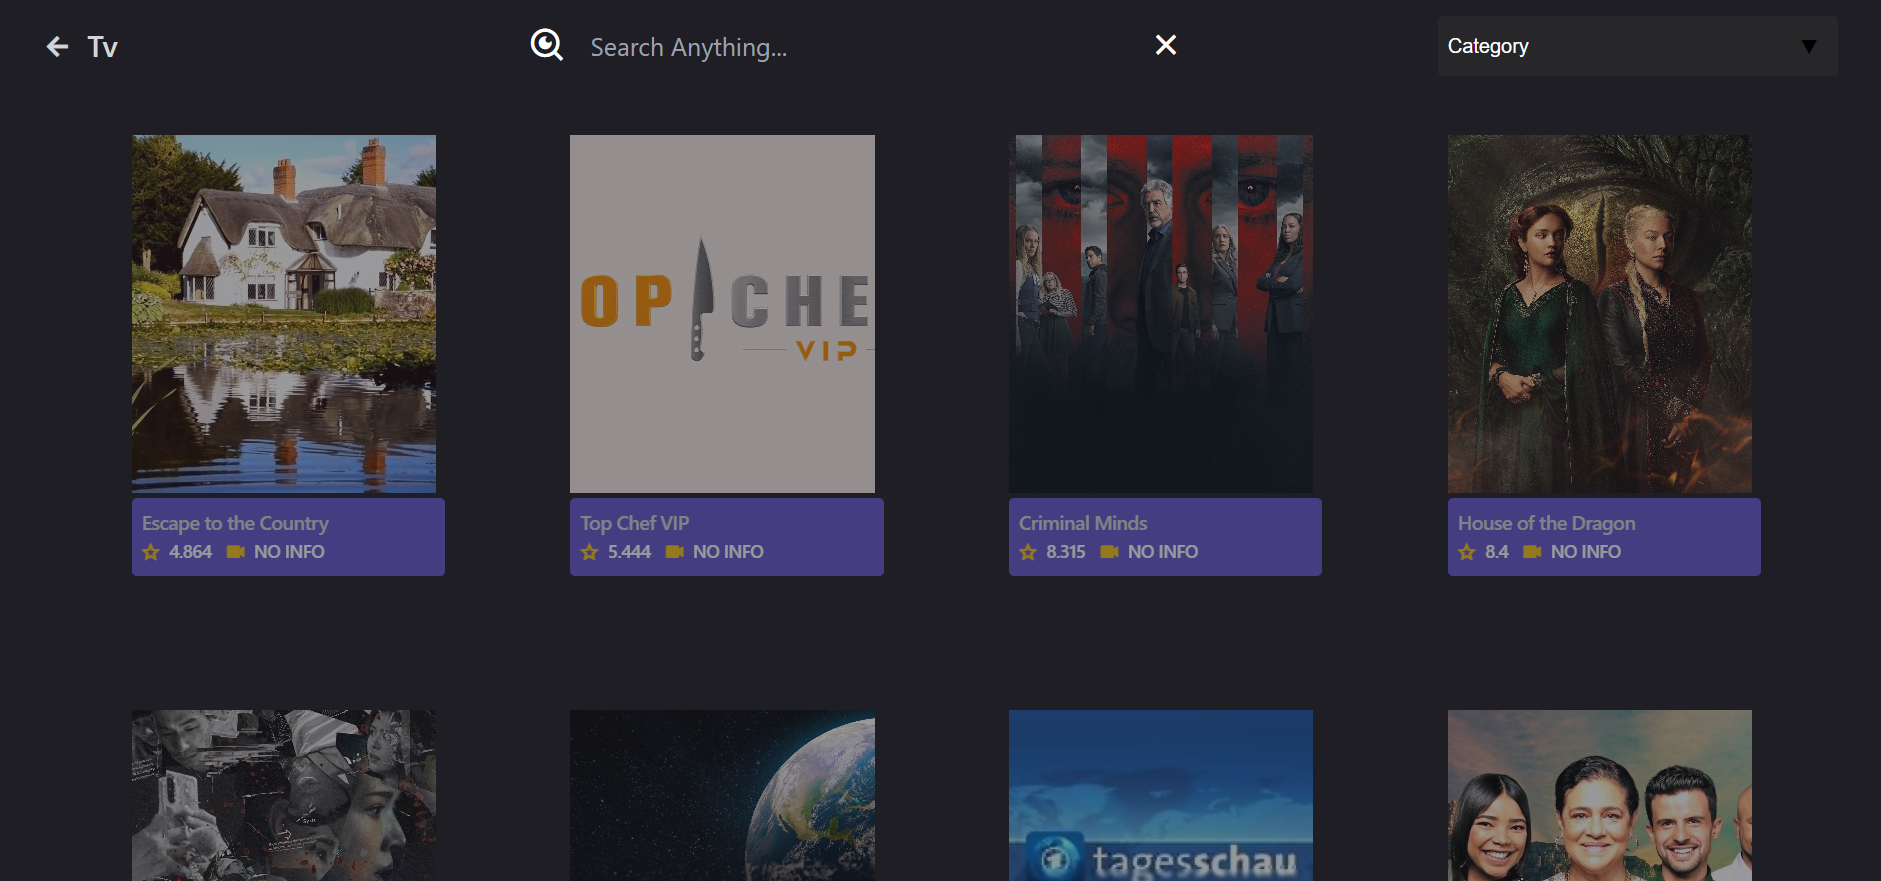 Tv
Search Anything...
Category
OP CHE
VIP
Escape to the Country
4.864 NO INFO
Top Chef VIP
5.444 NO INFO
Criminal Minds
8.315 NO INFO
House of the Dragon
8.4 NO INFO
tagesschau